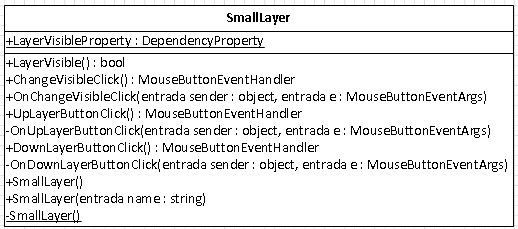 SmallLayer
+LayerVisibleProperty : DependencyProperty
+LayerVisible() : bool
+ChangeVisibleClick() : MouseButtonEventHandler
+OnChangeVisibleClick(entrada sender : object, entrada e : MouseButtonEventArgs)
+UpLayerButtonClick() : MouseButtonEventHandler
-OnUpLayerButtonClick(entrada sender : object, entrada e : MouseButtonEventArgs)
+DownLayerButtonClick() : MouseButtonEventHandler
-OnDownLayerButtonClick(entrada sender : object, entrada e : MouseButtonEventArgs)
+SmallLayer()
+SmallLayer(entrada name : string)
-SmallLayer()